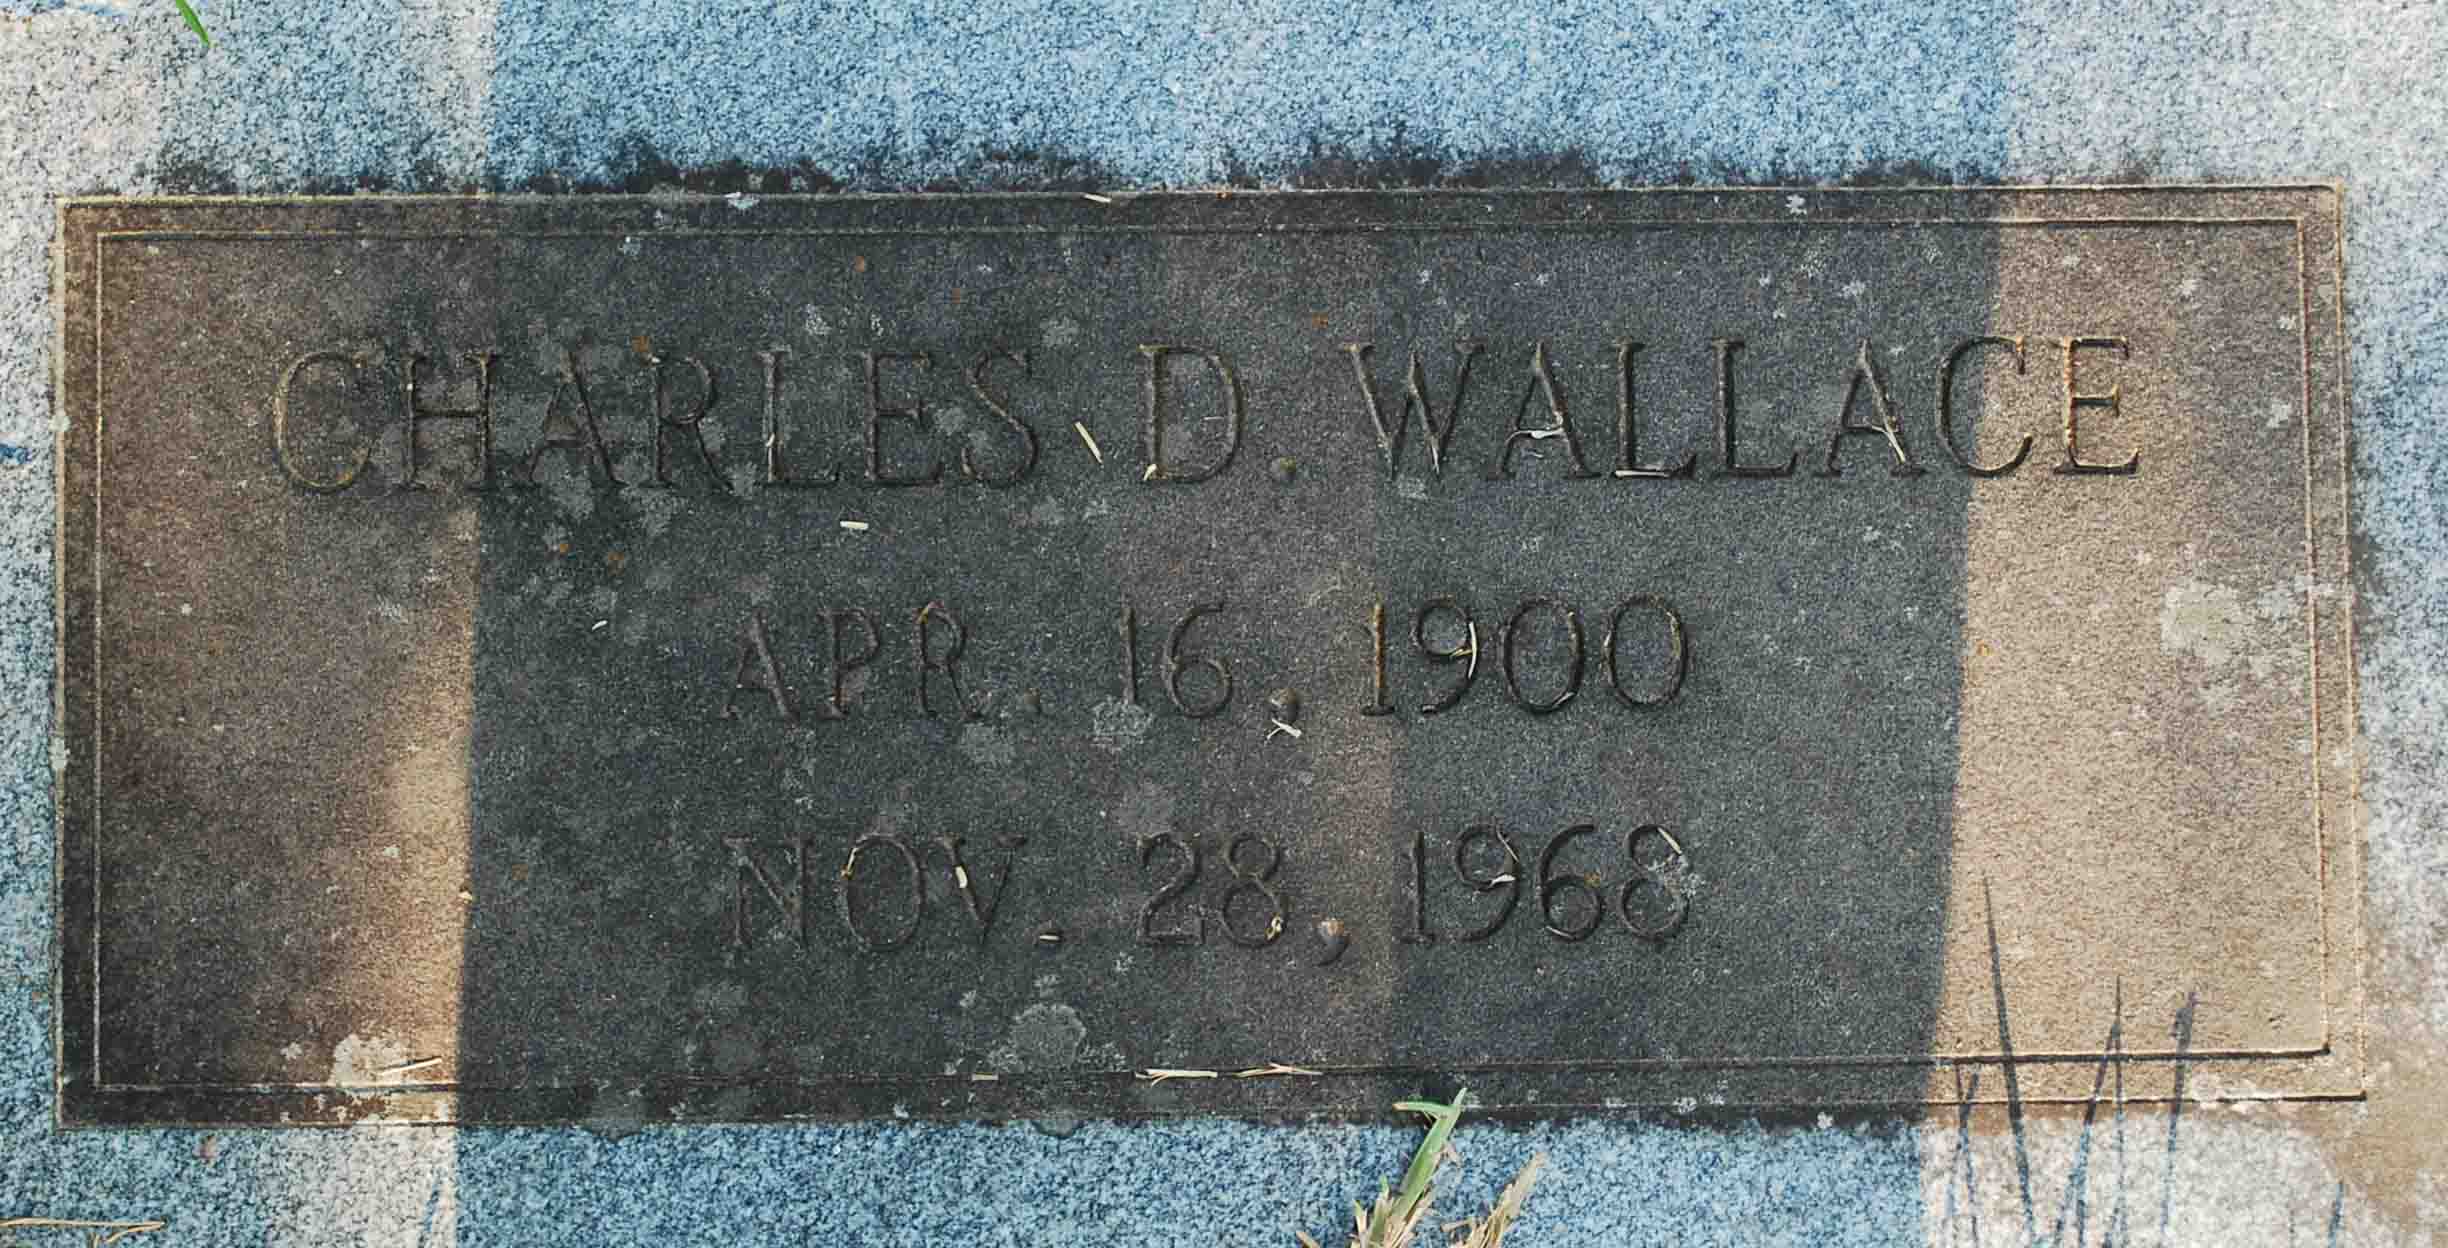 CHARLES D. WALLACE
APR. 16, 1900
NOV. 28, 1968